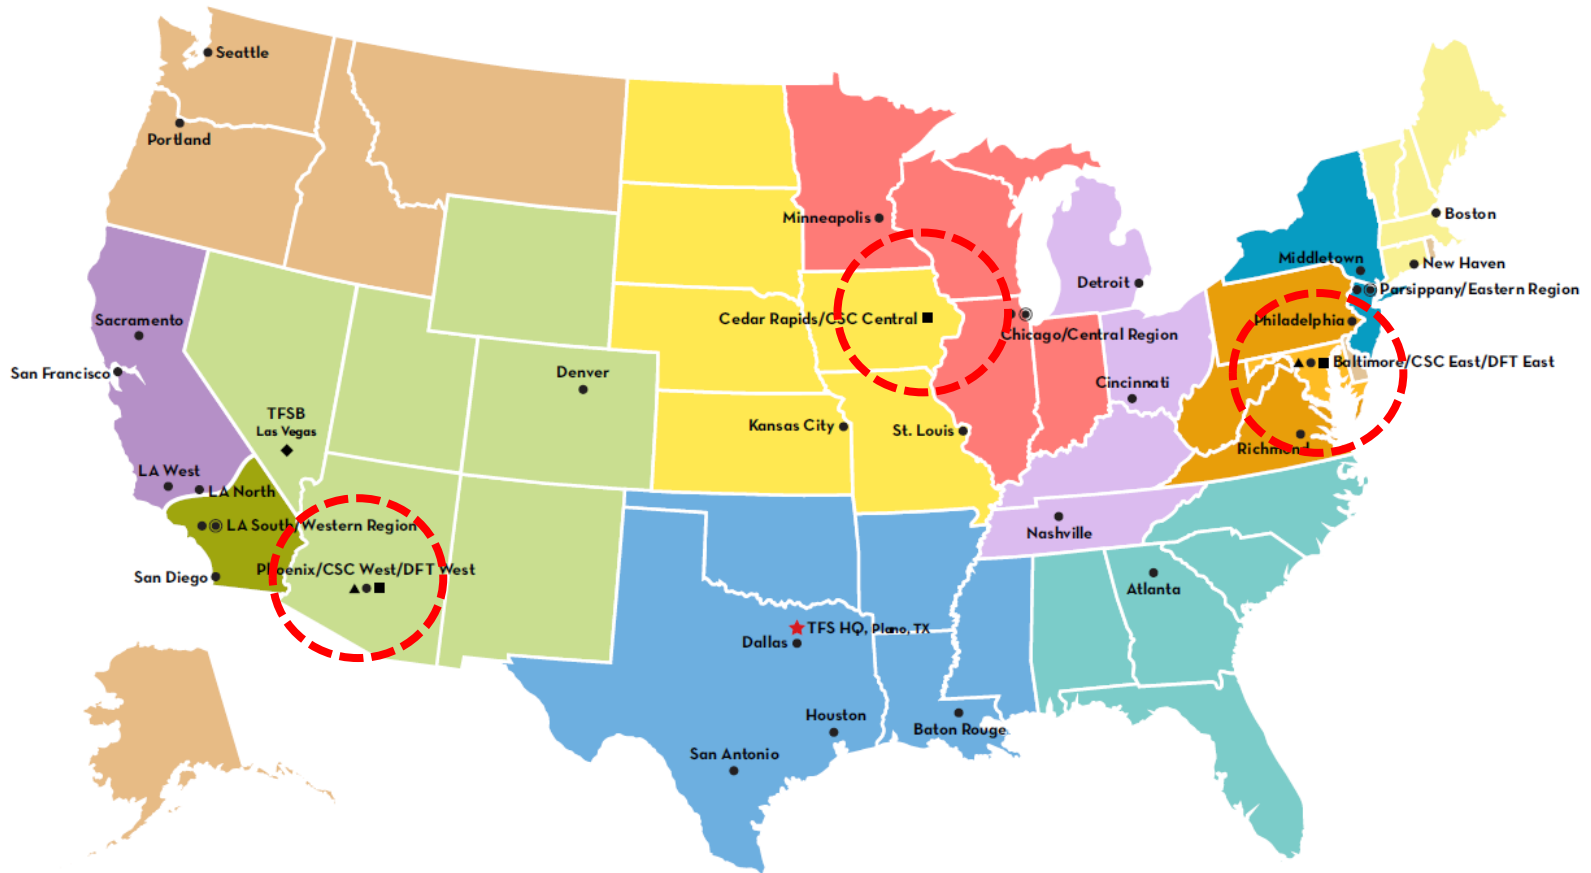 Seattle
Portland
Sacramento
San Francisco
LA West
LA North
LA South/Western Region
San Diego
TFSB
Las Vegas
Phoenix/CSC West/DFT West
Denver
Minneapolis
Cedar Rapids/CSC Central
Chicago/Central Region
Kansas City
St. Louis
Detroit
Cincinnati
Nashville
Atlanta
TFS HQ, Plano, TX
Dallas
Houston
San Antonio
Baton Rouge
Boston
New Haven
Middletown
Parsippany/Eastern Region
Philadelphia
Baltimore/CSC East/DFT East
Richmond